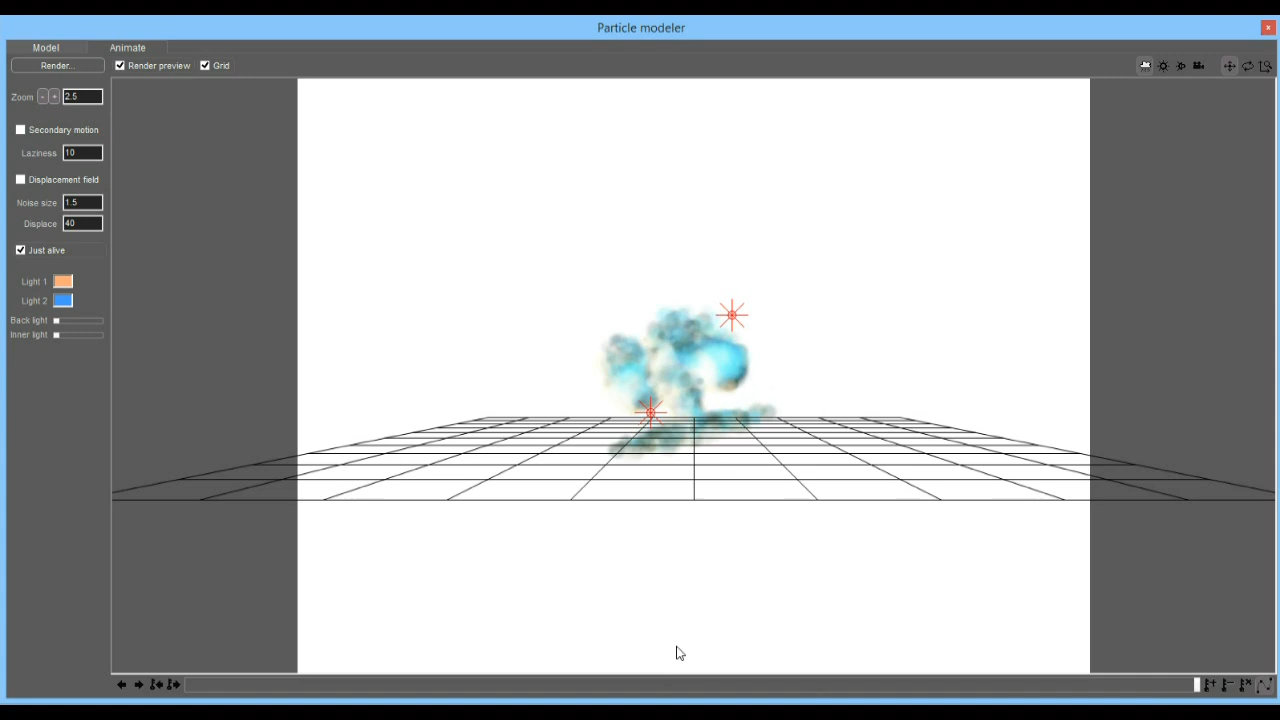 Particle modeler
Model Animate
Render... Render preview Grid
Zoom - + 2.5
Secondary motion
Laziness 10
Displacement field
Noise size 1.5
Displace 40
Just alive
Light 1
Light 2
Back light
Inner light